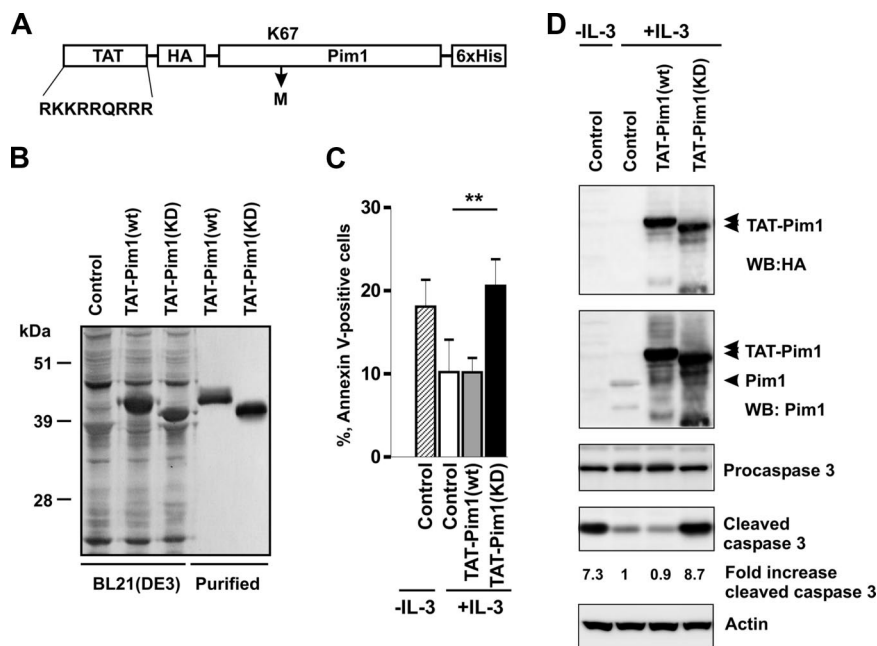 A
K67
TAT
HA
Pim1
6xHis
M
RKKRRQRRR
B
Control
TAT-Pim1(wt)
TAT-Pim1(KD)
TAT-Pim1(wt)
TAT-Pim1(KD)
kDa
51
39
28
BL21(DE3)
Purified
C
%, Annexin V-positive cells
30
20
10
0
**
Control
Control
TAT-Pim1(wt)
TAT-Pim1(KD)
-IL-3
+IL-3
D
-IL-3
+IL-3
Control
Control
TAT-Pim1(wt)
TAT-Pim1(KD)
TAT-Pim1
WB:HA
TAT-Pim1
Pim1
WB: Pim1
Procaspase 3
Cleaved
caspase 3
7.3 1 0.9 8.7 Fold increase
cleaved caspase 3
Actin